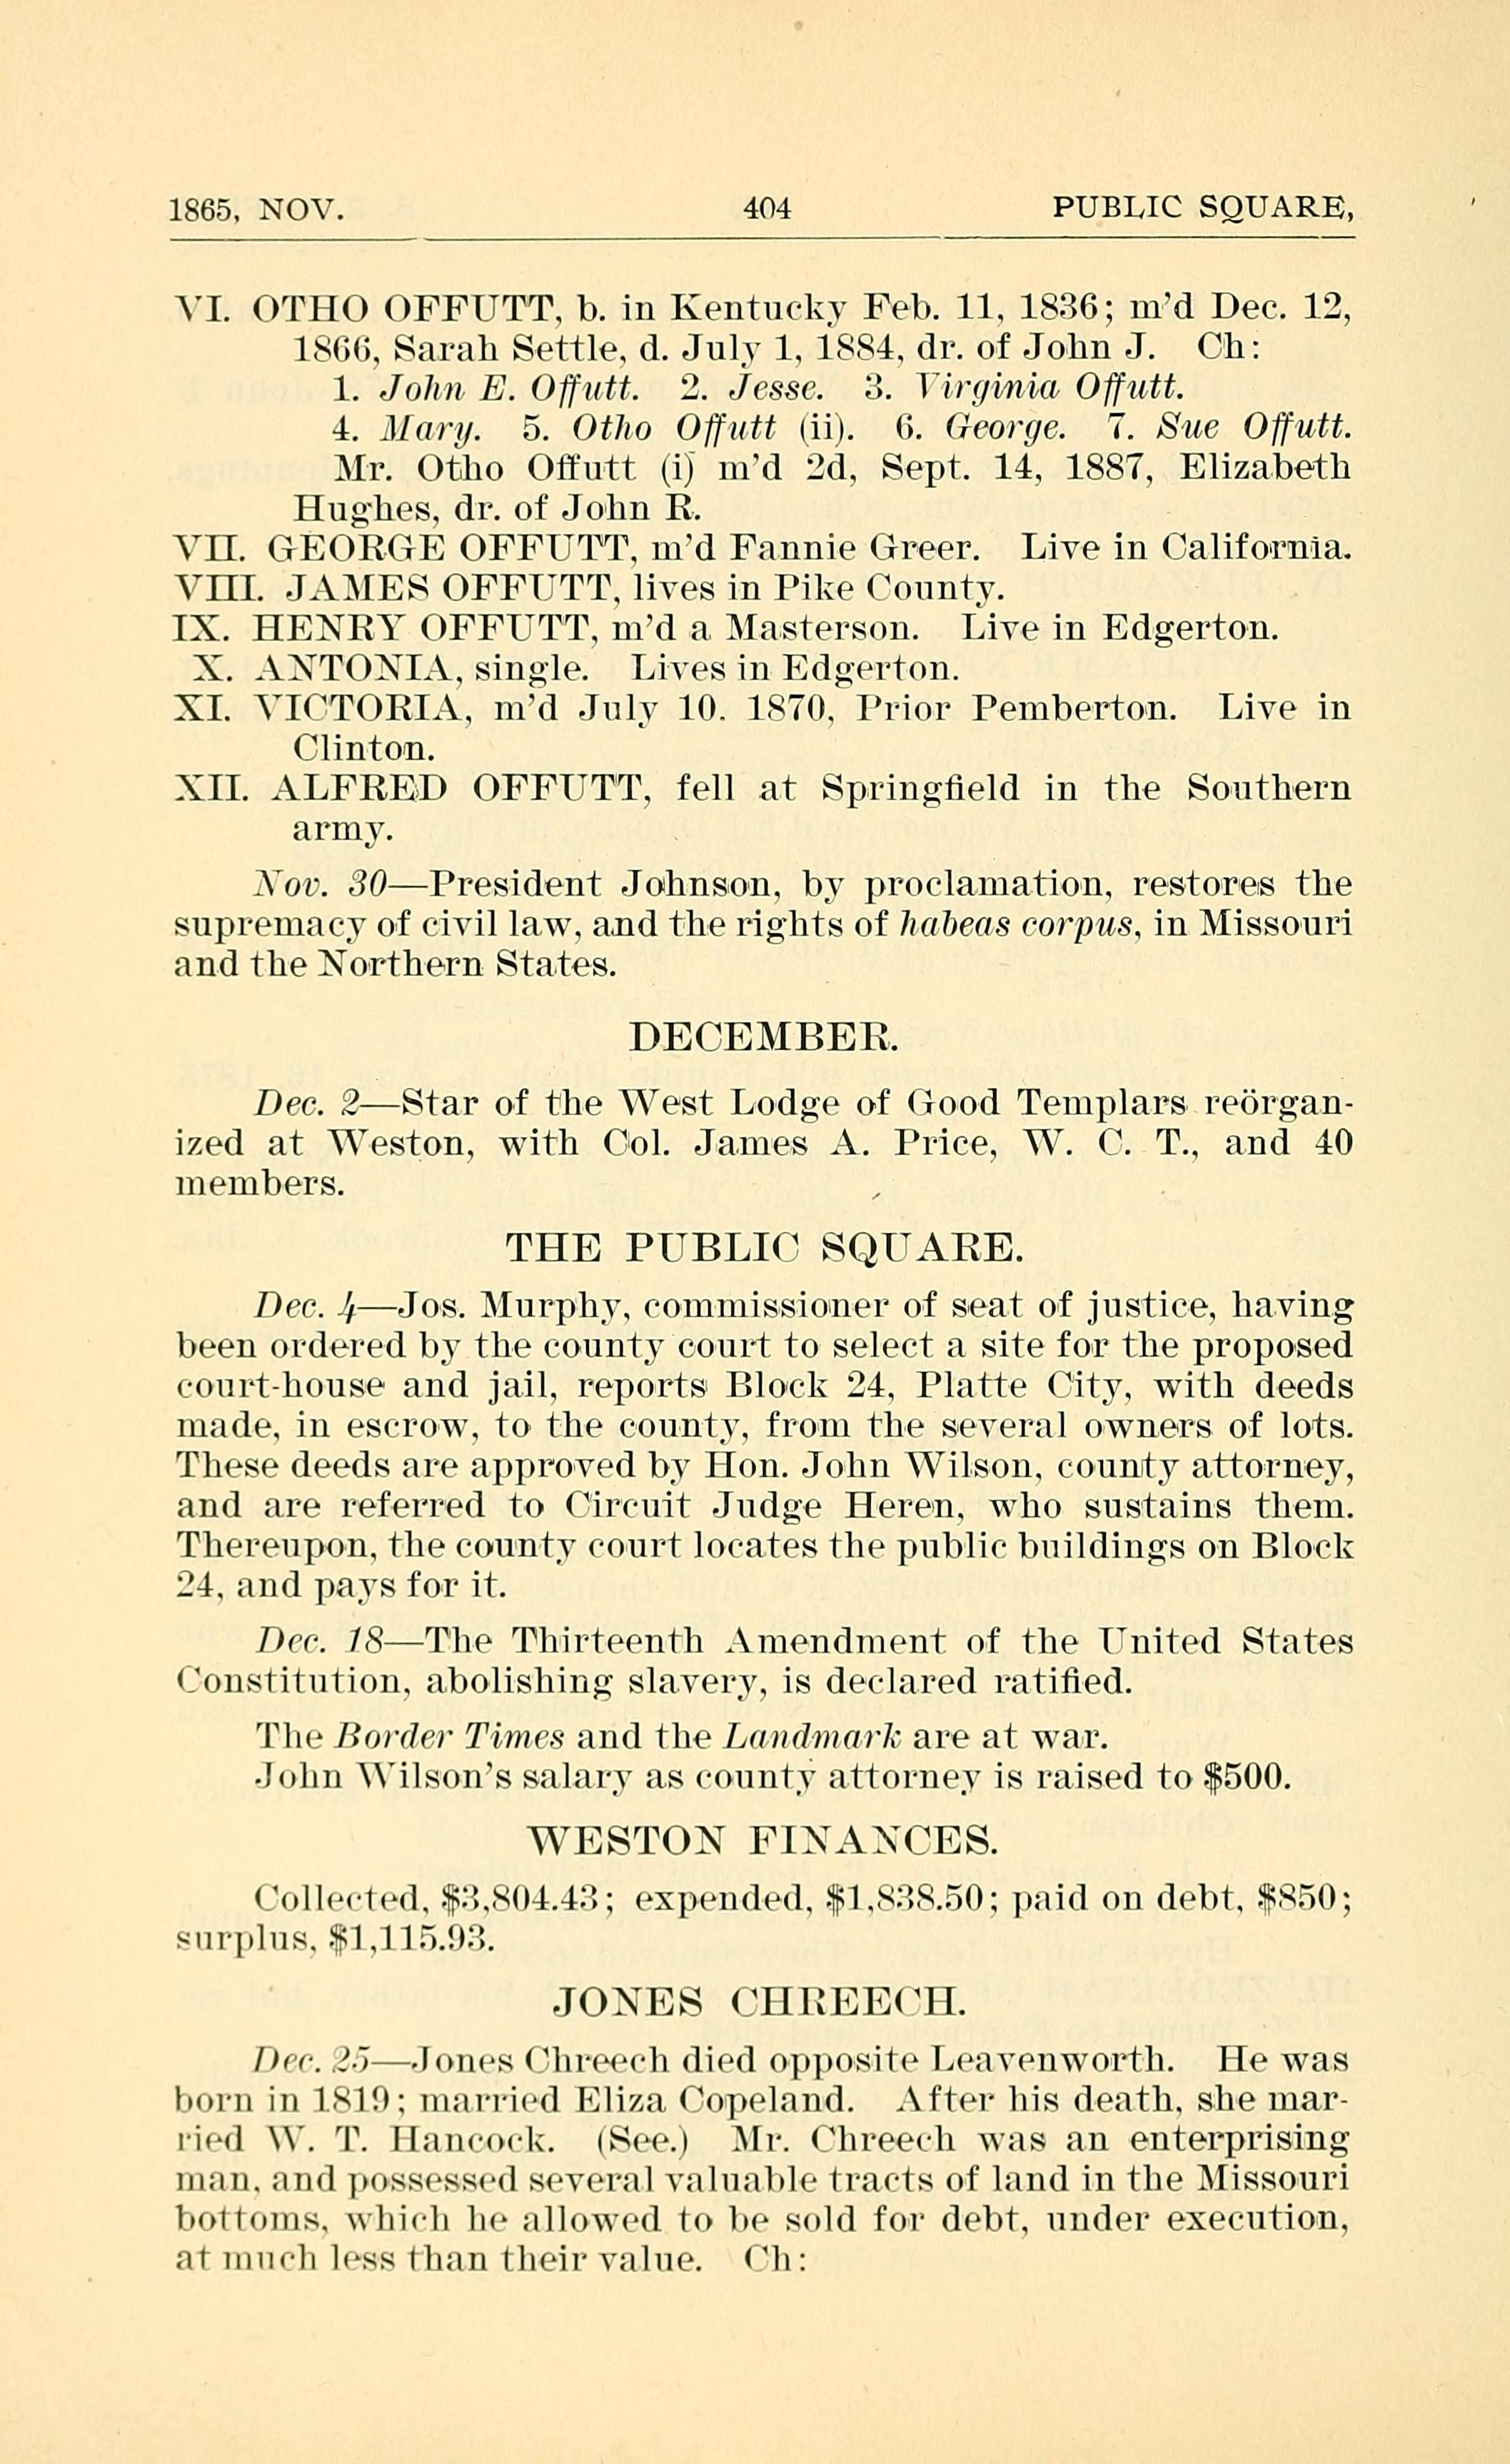 1865, NOV. 404 PUBLIC SQUARE,
VI. OTHO OFFUTT, b. in Kentucky Feb. 11, 1836; m'd Dec. 12,
1866, Sarah Settle, d. July 1, 1884, dr. of John J. Ch:
1. John E. Offutt. 2. Jesse. 3. Virginia Offutt.
4. Mary. 5. Otho Offutt (ii). 6. George. 7. Sue Offutt.
Mr. Otho Offutt (i) m'd 2d, Sept. 14, 1887, Elizabeth
Hughes, dr. of John R.
VII. GEORGE OFFUTT, m'd Fannie Greer. Live in California.
VIII. JAMES OFFUTT, lives in Pike County.
IX. HENRY OFFUTT, m'd a Masterson. Live in Edgerton.
X. ANTONIA, single. Lives in Edgerton.
XI. VICTORIA, m'd July 10. 1870, Prior Pemberton. Live in
Clinton.
XII. ALFRED OFFUTT, fell at Springfield in the Southern
army.
Nov. 30—President Johnson, by proclamation, restores the
supremacy of civil law, and the rights of habeas corpus, in Missouri
and the Northern States.
DECEMBER.
Dec. 2—Star of the West Lodge of Good Templars reörgan-
ized at Weston, with Col. James A. Price, W. C. T., and 40
members.
THE PUBLIC SQUARE.
Dec. 4—Jos. Murphy, commissioner of seat of justice, having
been ordered by the county court to select a site for the proposed
court-house and jail, reports Block 24, Platte City, with deeds
made, in escrow, to the county, from the several owners of lots.
These deeds are approved by Hon. John Wilson, county attorney,
and are referred to Circuit Judge Heren, who sustains them.
Thereupon, the county court locates the public buildings on Block
24, and pays for it.
Dec. 18—The Thirteenth Amendment of the United States
Constitution, abolishing slavery, is declared ratified.
The Border Times and the Landmark are at war.
John Wilson's salary as county attorney is raised to $500.
WESTON FINANCES.
Collected, $3,804.43; expended, $1,838.50; paid on debt, $850;
surplus, $1,115.93.
JONES CHREECH.
Dec. 25—Jones Chreech died opposite Leavenworth. He was
born in 1819; married Eliza Copeland. After his death, she mar-
ried W. T. Hancock. (See.) Mr. Chreech was an enterprising
man, and possessed several valuable tracts of land in the Missouri
bottoms, which he allowed to be sold for debt, under execution,
at much less than their value. Ch: